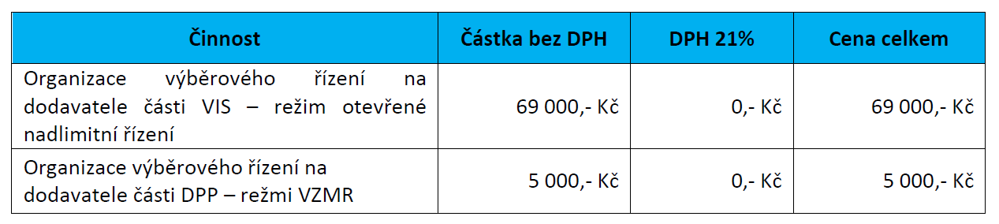 Činnost Částka bez DPH DPH 21% Cena celkem
Organizace výběrového řízení na
dodavatele části VIS – režim otevřené
nadlimitní řízení
69 000,- Kč 0,- Kč 69 000,- Kč
Organizace výběrového řízení na
dodavatele části DPP – režmi VZMR
5 000,- Kč 0,- Kč 5 000,- Kč